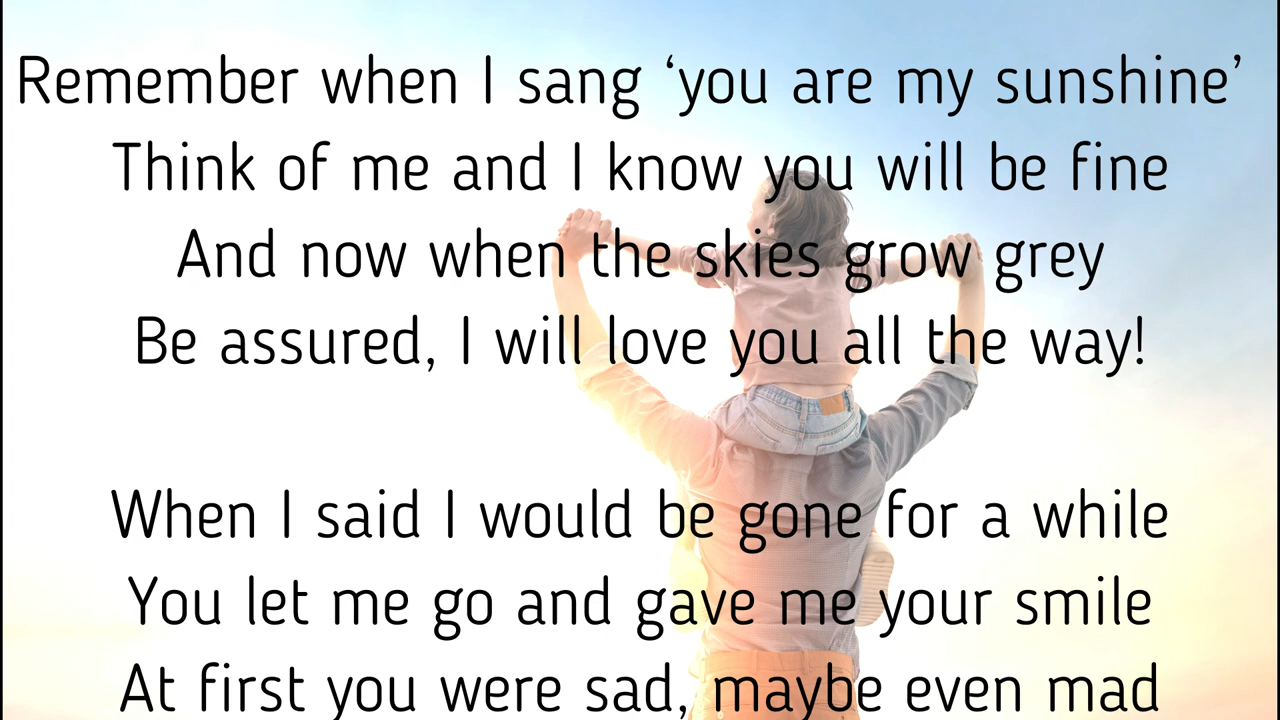 Remember when I sang ‘you are my sunshine’
Think of me and I know you will be fine
And now when the skies grow grey
Be assured, I will love you all the way!
When I said I would be gone for a while
You let me go and gave me your smile
At first you were sad, maybe even mad